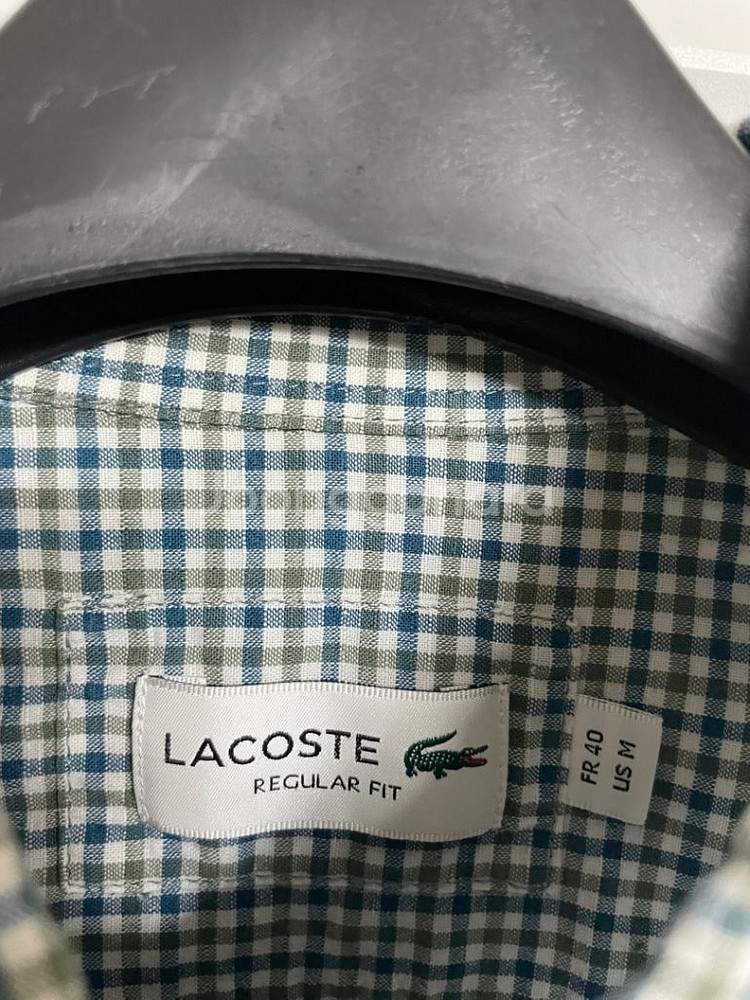 LACOSTE
REGULAR FIT
FR 40
US M